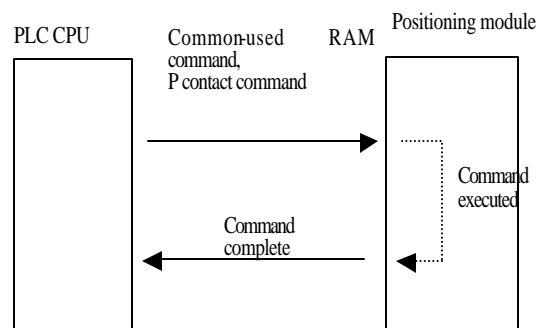 PLC CPU
Common-used
command,
P contact command
RAM
Positioning module
Command
executed
Command
complete